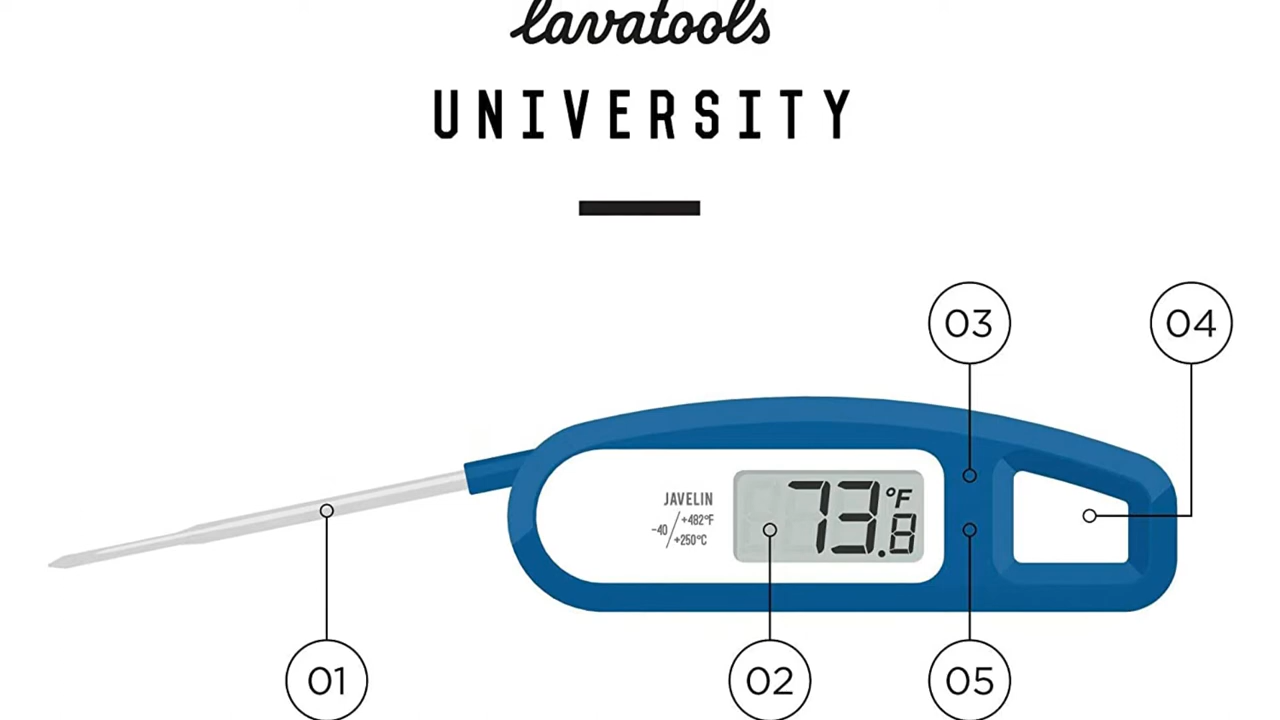 lavatools
UNIVERSITY
03
04
JAVELIN
-40/+482°F
+250°C
73.8°F
01
02
05